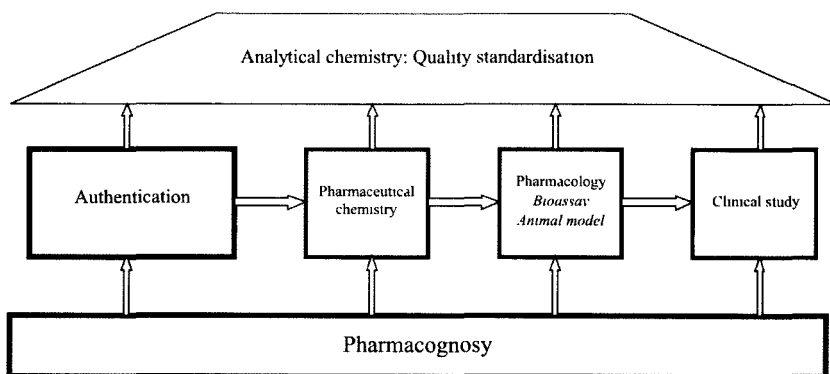 Analytical chemistry: Quality standardisation
Authentication
Pharmaceutical
chemistry
Pharmacology
Bioassay
Animal model
Clinical study
Pharmacognosy